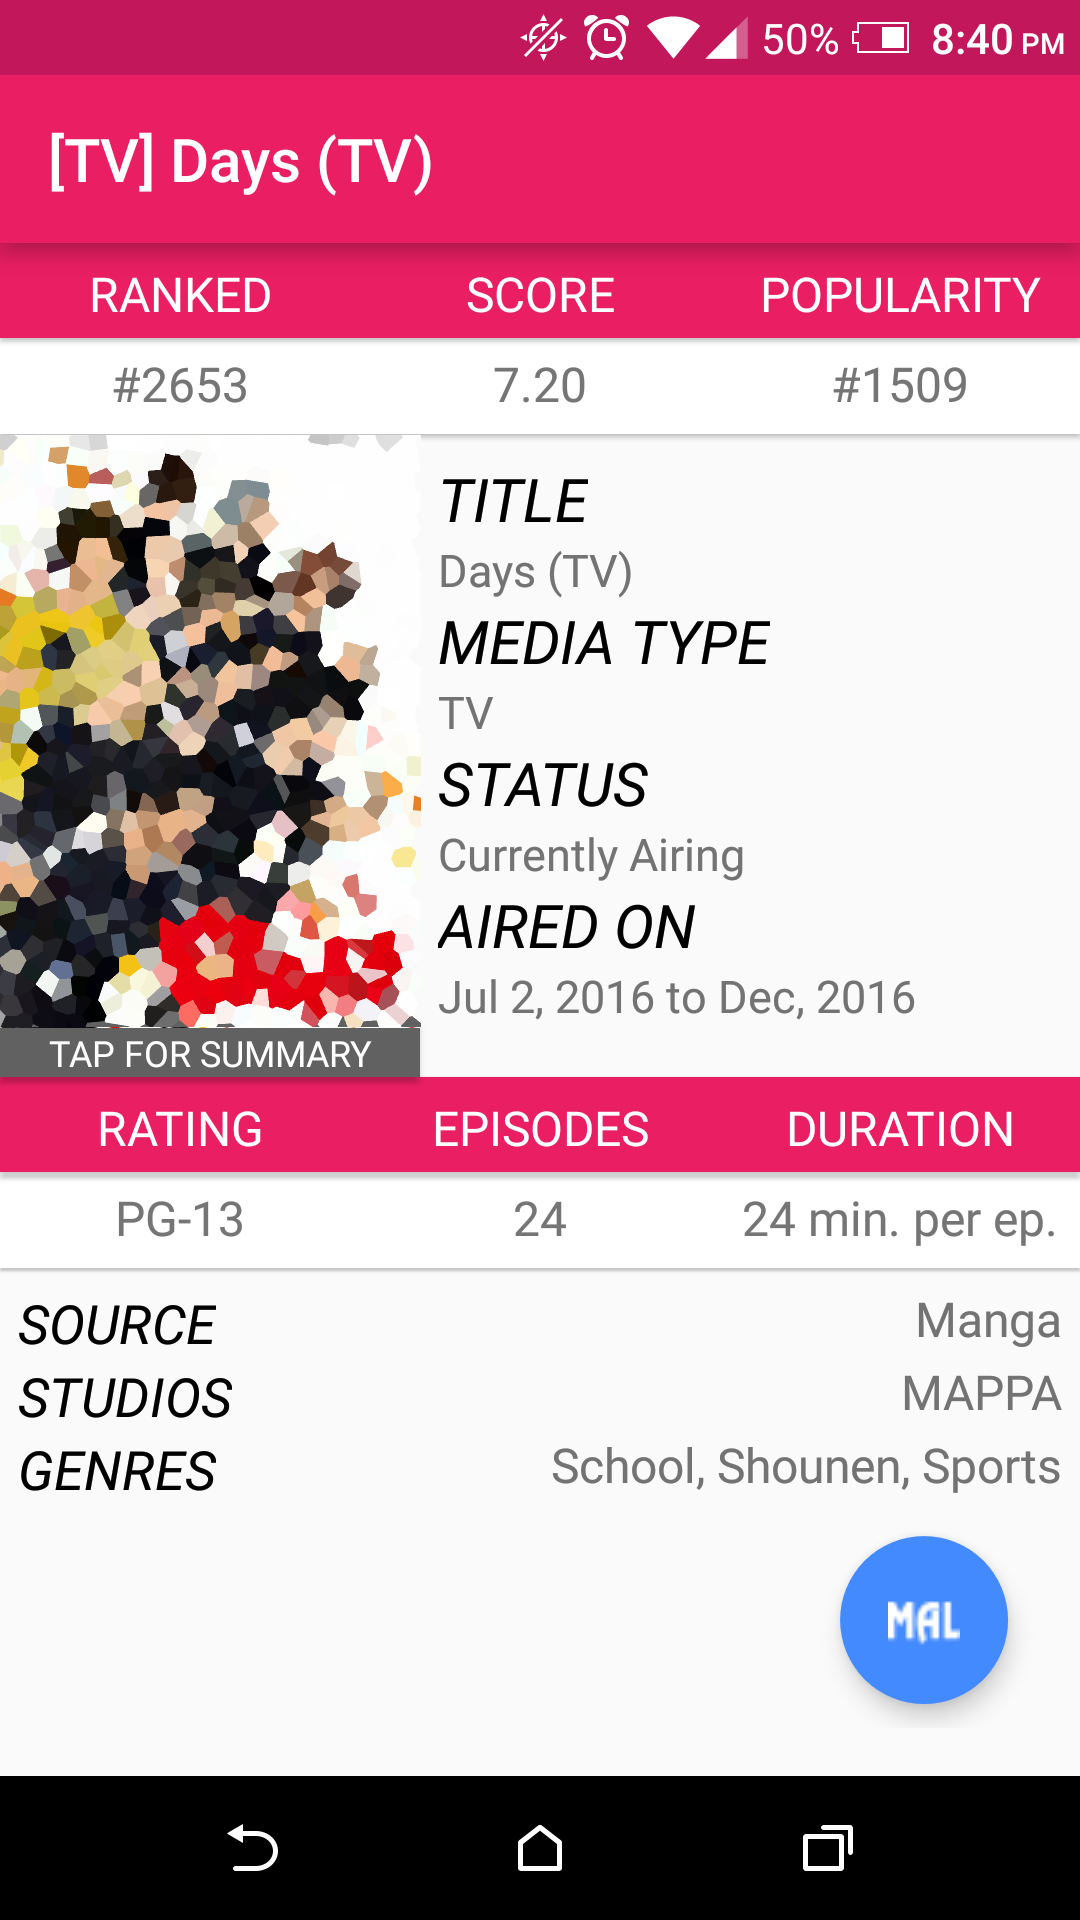 50% 8:40 PM
[TV] Days (TV)
RANKED SCORE POPULARITY
#2653 7.20 #1509
TITLE
Days (TV)
MEDIA TYPE
TV
STATUS
Currently Airing
AIRED ON
Jul 2, 2016 to Dec, 2016
TAP FOR SUMMARY
RATING EPISODES DURATION
PG-13 24 24 min. per ep.
SOURCE Manga
STUDIOS MAPPA
GENRES School, Shounen, Sports
MAL